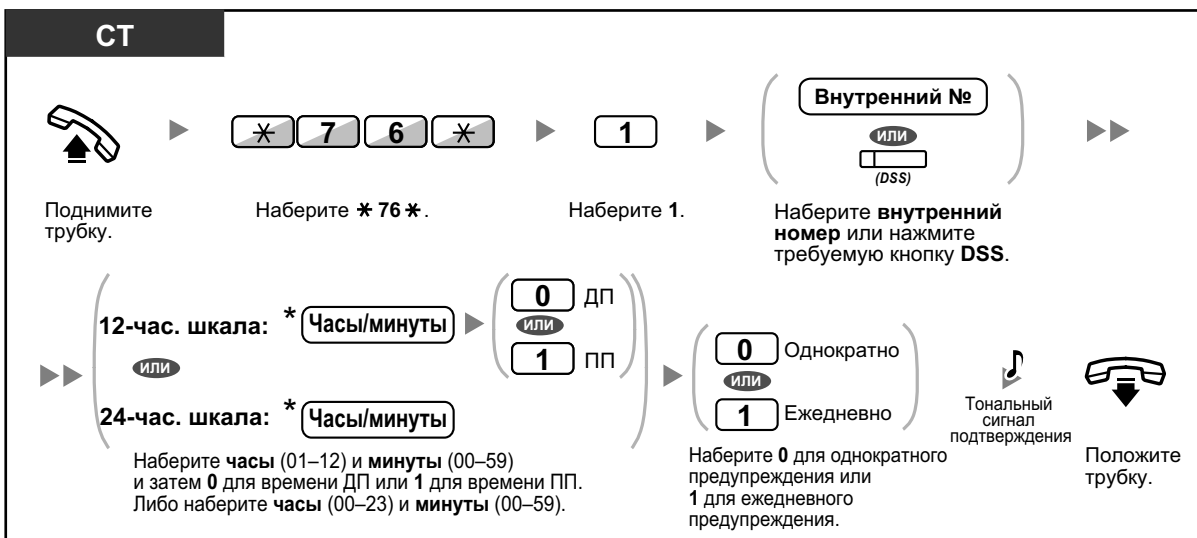 СТ
Внутренний №
или
(DSS)
✳ 7 6 ✳
1
Поднимите
трубку.
Наберите ✳ 76 ✳.
Наберите 1.
Наберите внутренний
номер или нажмите
требуемую кнопку DSS.
12-час. шкала: * Часы/минуты
или
24-час. шкала: * Часы/минуты
0 ДП
или
1 ПП
Наберите часы (01–12) и минуты (00–59)
и затем 0 для времени ДП или 1 для времени ПП.
Либо наберите часы (00–23) и минуты (00–59).
0 Однократно
или
1 Ежедневно
Наберите 0 для однократного
предупреждения или
1 для ежедневного
предупреждения.
Тональный
сигнал
подтверждения
Положите
трубку.